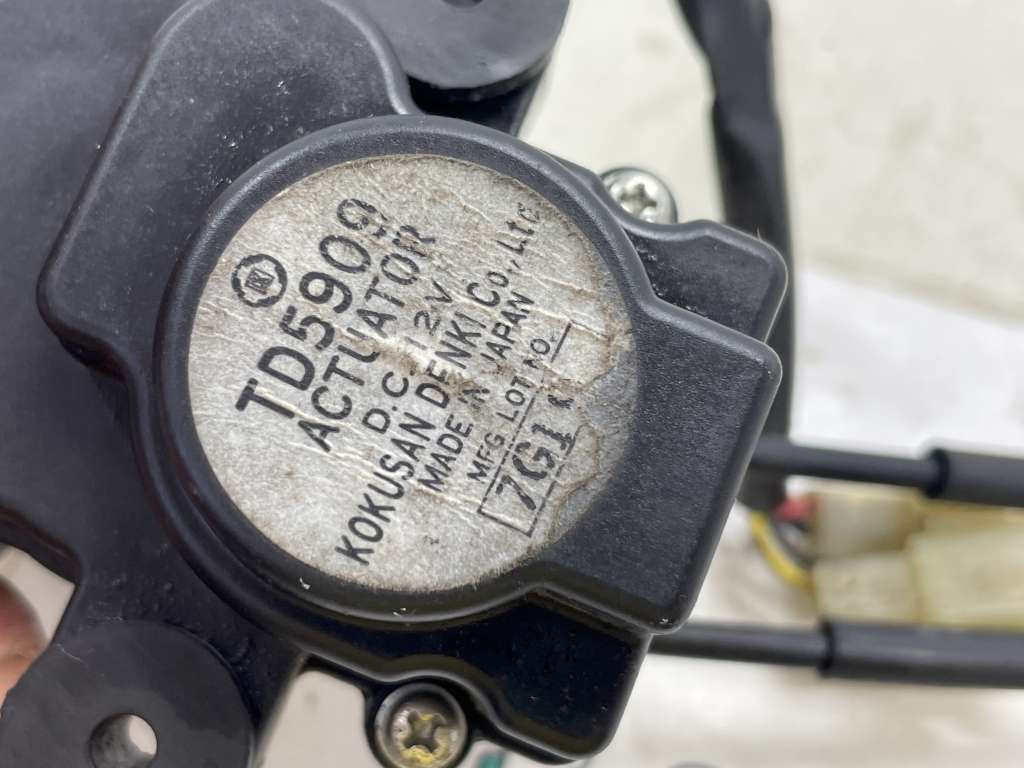 TD5909
ACTUATOR
D.C. 12V
KOKUSAN DENKI Co., Ltd
MADE IN JAPAN
MFG. LOT NO.
7G1